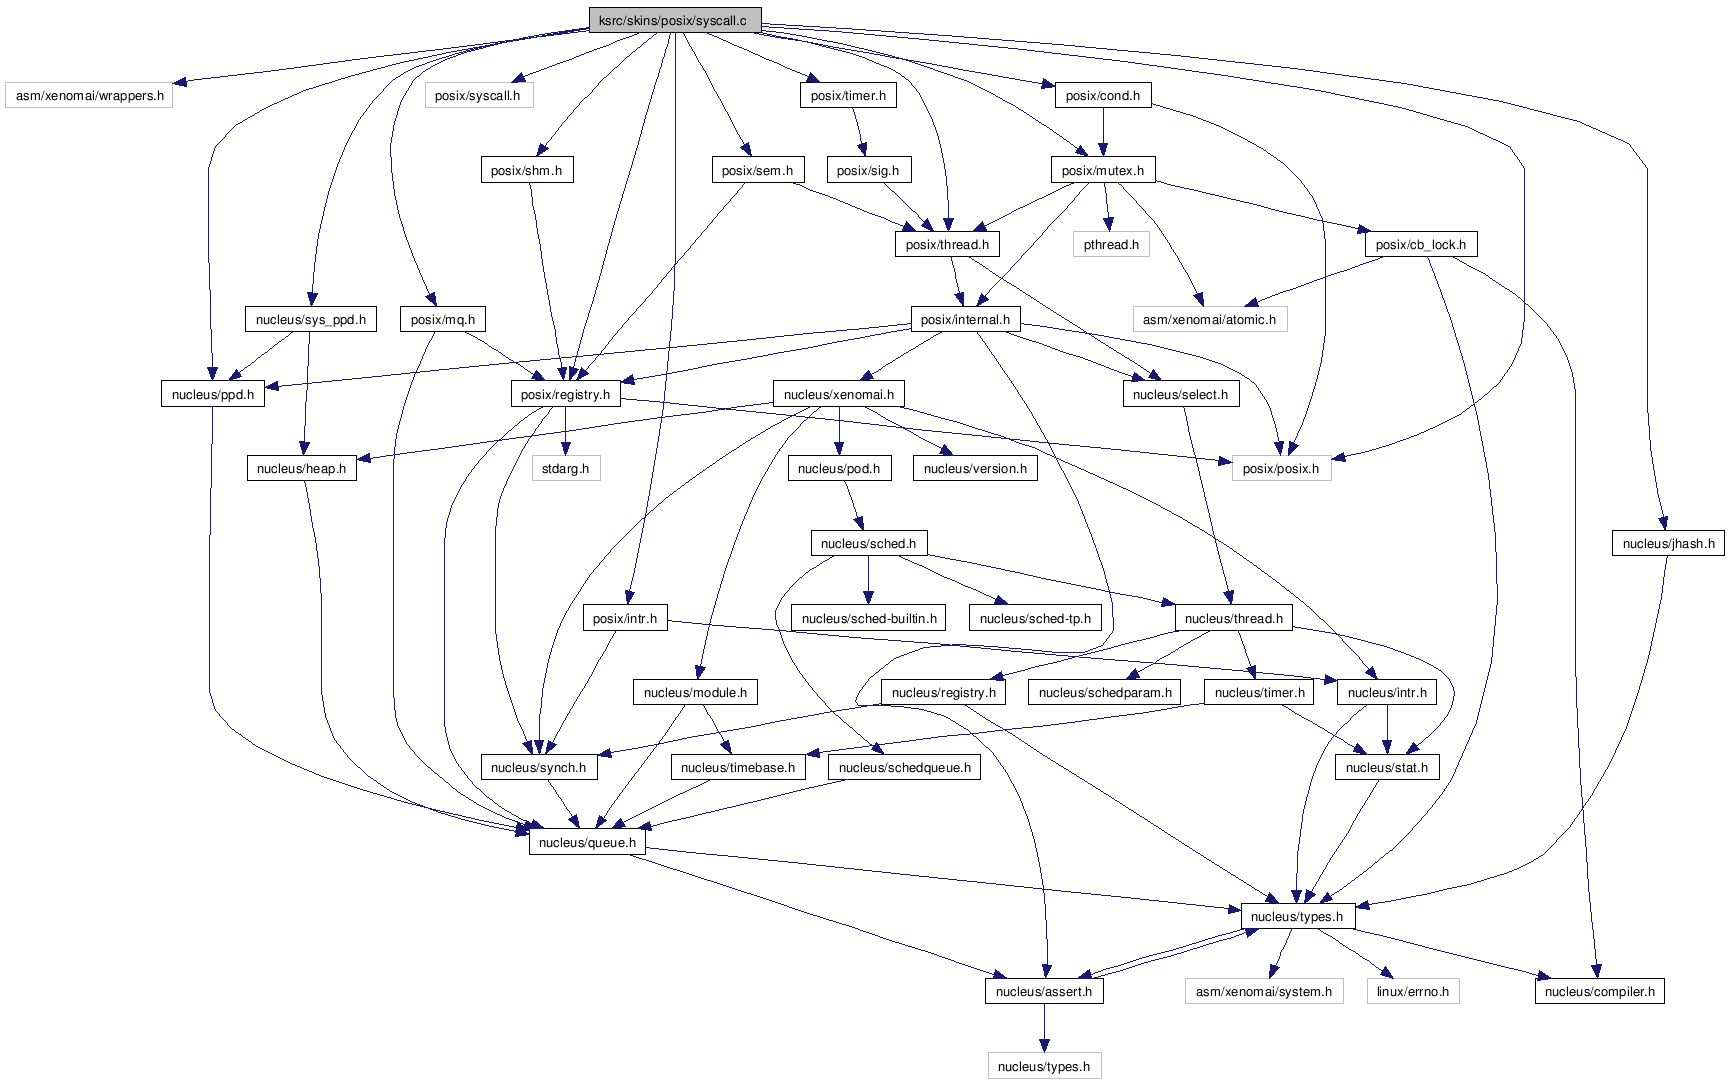 ksrc/skins/posix/syscall.c
asm/xenomai/wrappers.h
posix/syscall.h
posix/timer.h
posix/cond.h
posix/shm.h
posix/sem.h
posix/sig.h
posix/mutex.h
posix/thread.h
pthread.h
posix/cb_lock.h
nucleus/sys_ppd.h
posix/mq.h
posix/internal.h
asm/xenomai/atomic.h
nucleus/ppd.h
posix/registry.h
nucleus/xenomai.h
nucleus/select.h
nucleus/heap.h
stdarg.h
nucleus/pod.h
nucleus/version.h
posix/posix.h
nucleus/sched.h
nucleus/jhash.h
posix/intr.h
nucleus/sched-builtin.h
nucleus/sched-tp.h
nucleus/thread.h
nucleus/module.h
nucleus/registry.h
nucleus/schedparam.h
nucleus/timer.h
nucleus/intr.h
nucleus/synch.h
nucleus/timebase.h
nucleus/schedqueue.h
nucleus/stat.h
nucleus/queue.h
nucleus/types.h
nucleus/assert.h
asm/xenomai/system.h
linux/errno.h
nucleus/compiler.h
nucleus/types.h